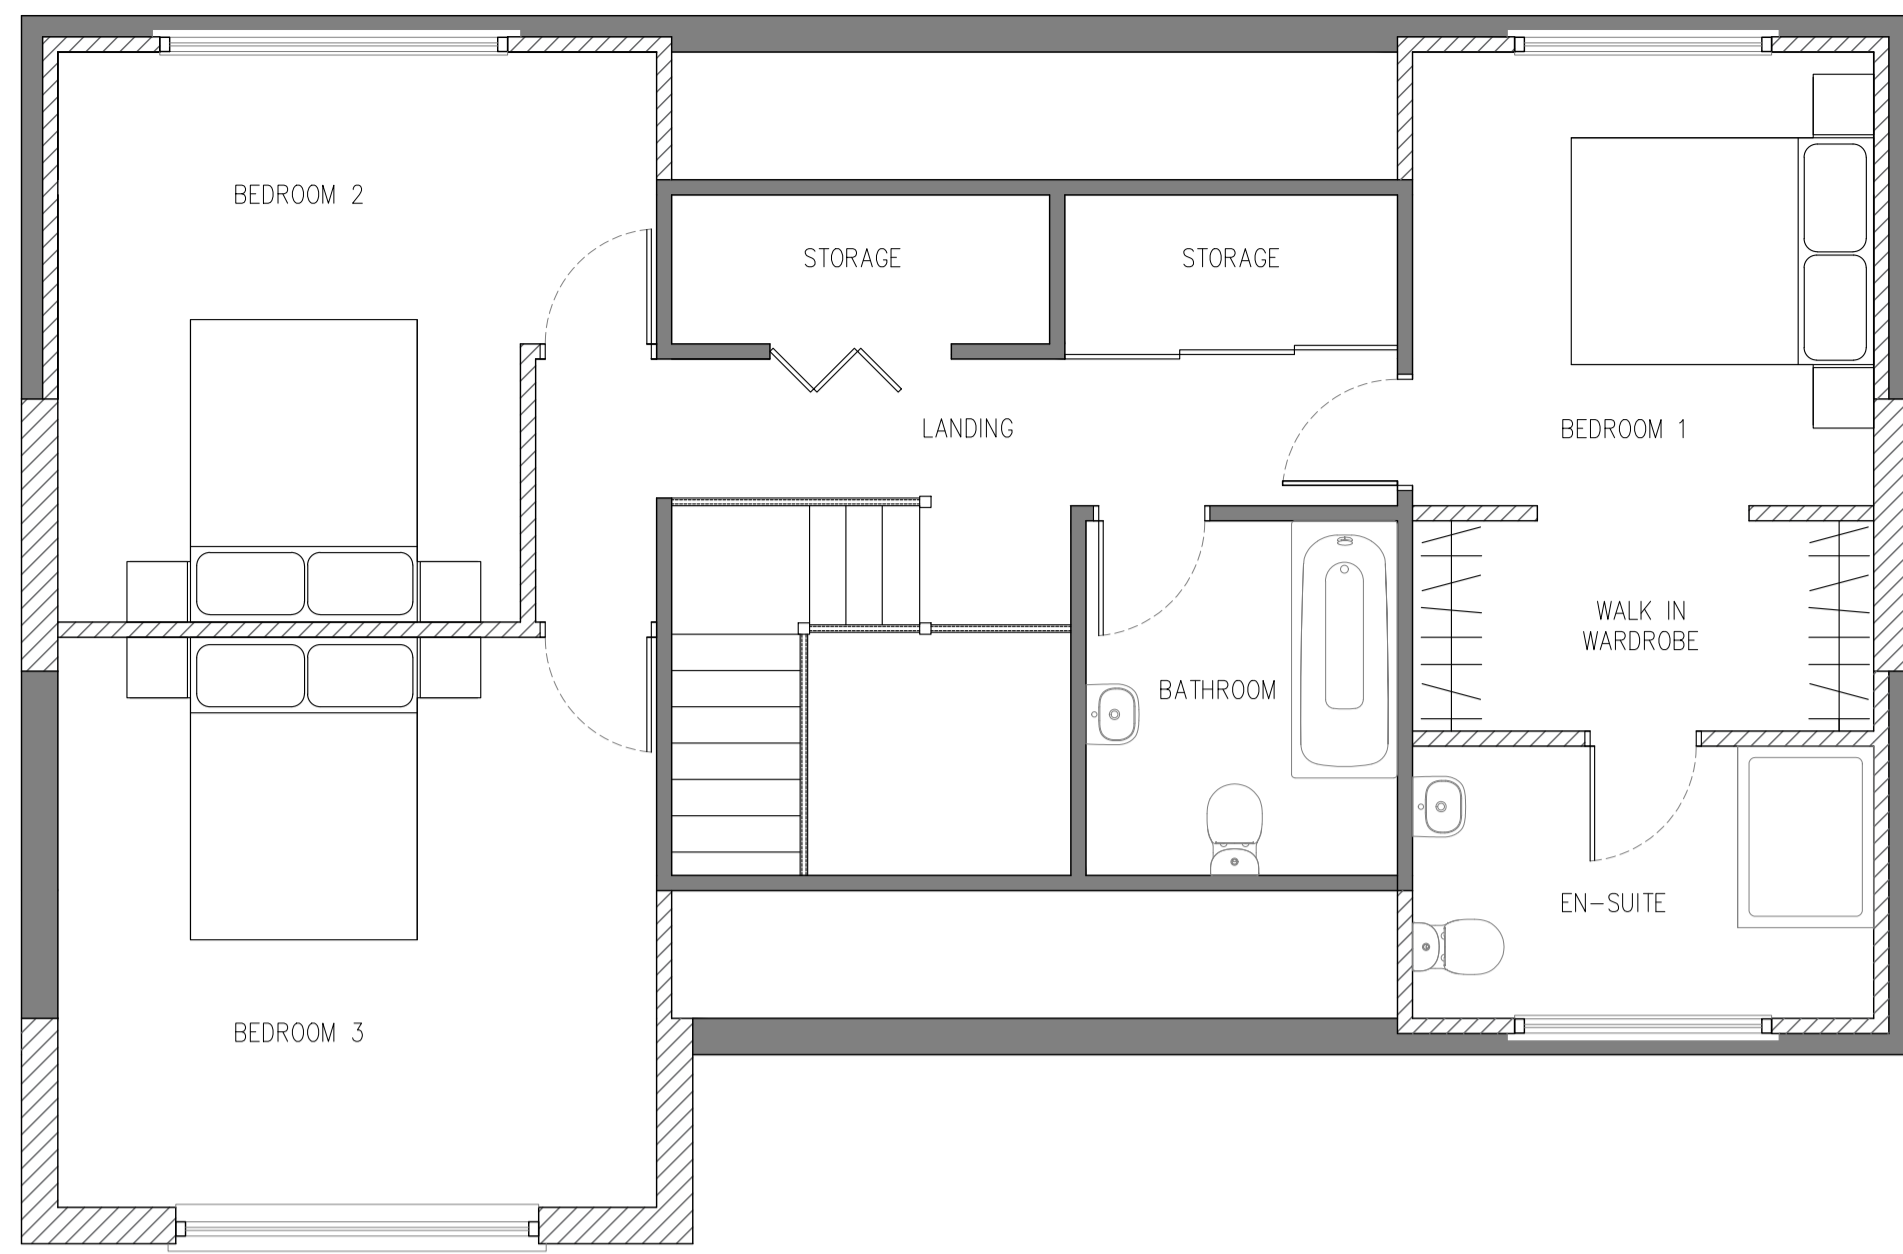 BEDROOM 2
STORAGE
STORAGE
LANDING
BEDROOM 1
WALK IN
WARDROBE
BATHROOM
EN-SUITE
BEDROOM 3